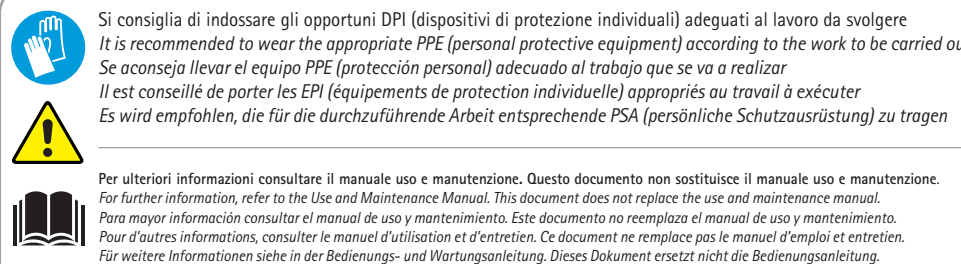 Si consiglia di indossare gli opportuni DPI (dispositivi di protezione individuali) adeguati al lavoro da svolgere
It is recommended to wear the appropriate PPE (personal protective equipment) according to the work to be carried
Se aconseja llevar el equipo PPE (protección personal) adecuado al trabajo que se va a realizar
Il est conseillé de porter les EPI (équipements de protection individuelle) appropriés au travail à exécuter
Es wird empfohlen, die für die durchzuführende Arbeit entsprechende PSA (persönliche Schutzausrüstung) zu tragen
Per ulteriori informazioni consultare il manuale uso e manutenzione. Questo documento non sostituisce il manuale uso e manutenzione.
For further information, refer to the Use and Maintenance Manual. This document does not replace the use and maintenance manual.
Para mayor información consultar el manual de uso y mantenimiento. Este documento no reemplaza el manual de uso y mantenimiento.
Pour d'autres informations, consulter le manuel d'utilisation et d'entretien. Ce document ne remplace pas le manuel d'emploi et entretien.
Für weitere Informationen siehe in der Bedienungs- und Wartungsanleitung. Dieses Dokument ersetzt nicht die Bedienungsanleitung.